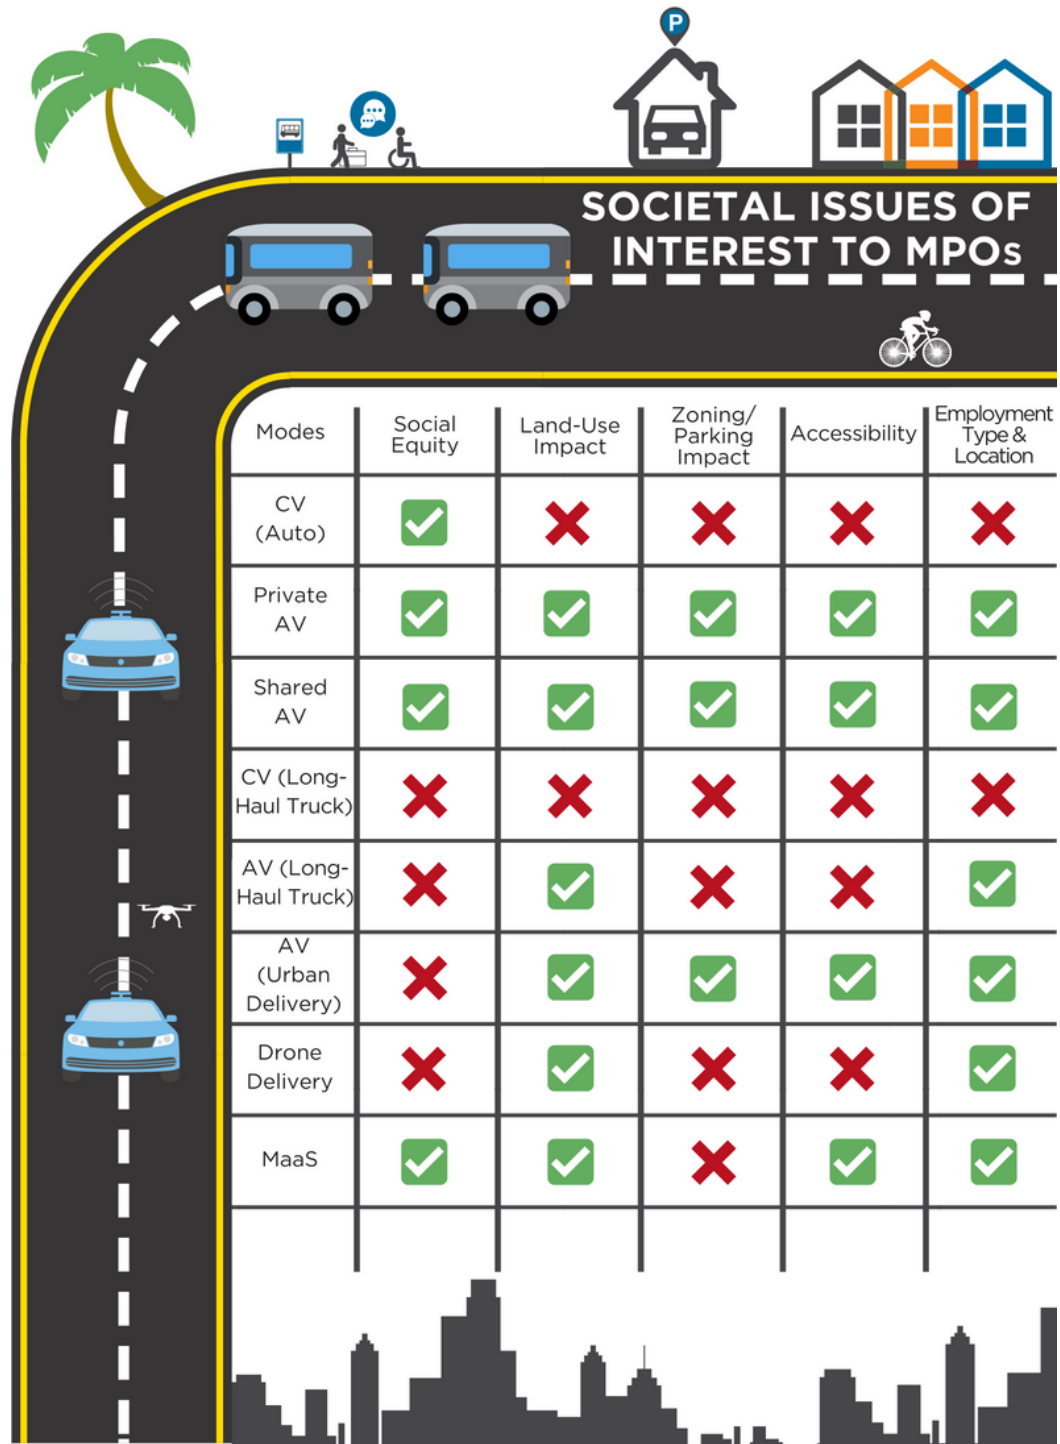 P
SOCIETAL ISSUES OF
INTEREST TO MPOs
Modes
Social
Equity
Land-Use
Impact
Zoning/
Parking
Impact
Accessibility
Employment
Type &
Location
CV
(Auto)
Private
AV
Shared
AV
CV (Long-
Haul Truck)
AV (Long-
Haul Truck)
AV
(Urban
Delivery)
Drone
Delivery
MaaS